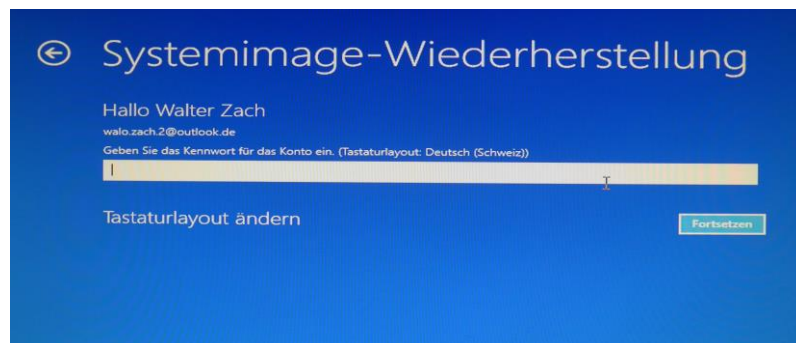 Systemimage-Wiederherstellung
Hallo Walter Zach
walo.zach.2@outlook.de
Geben Sie das Kennwort für das Konto ein. (Tastaturlayout: Deutsch (Schweiz))
Tastaturlayout ändern
Fortsetzen